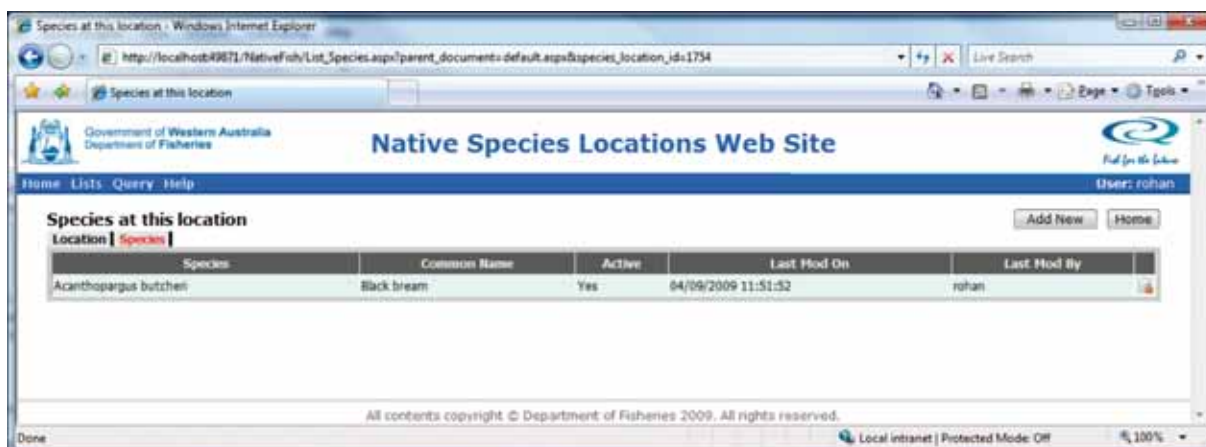 Species at this location - Windows Internet Explorer
http://localhost:49871/NativeFish/List_Species.aspx?parent_document=default.aspx&species_location_id=1754
Live Search
Species at this location
Page Tools
Government of Western Australia
Department of Fisheries
Native Species Locations Web Site
Fish for the future
Home Lists Query Help User: rohan
Species at this location
Add New Home
Location Species
Species Common Name Active Last Mod On Last Mod By
Acanthopargus butcheri Black bream Yes 04/09/2009 11:51:52 rohan
All contents copyright © Department of Fisheries 2009. All rights reserved.
Done Local intranet | Protected Mode: Off 100%